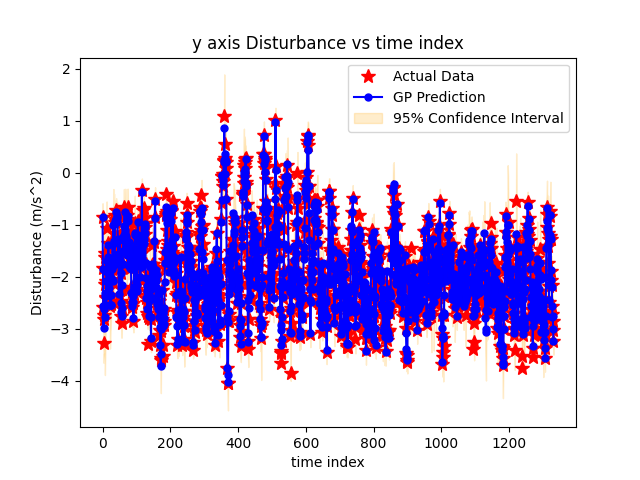 y axis Disturbance vs time index
Actual Data
GP Prediction
95% Confidence Interval
Disturbance (m/s^2)
2
1
0
−1
−2
−3
−4
0 200 400 600 800 1000 1200
time index